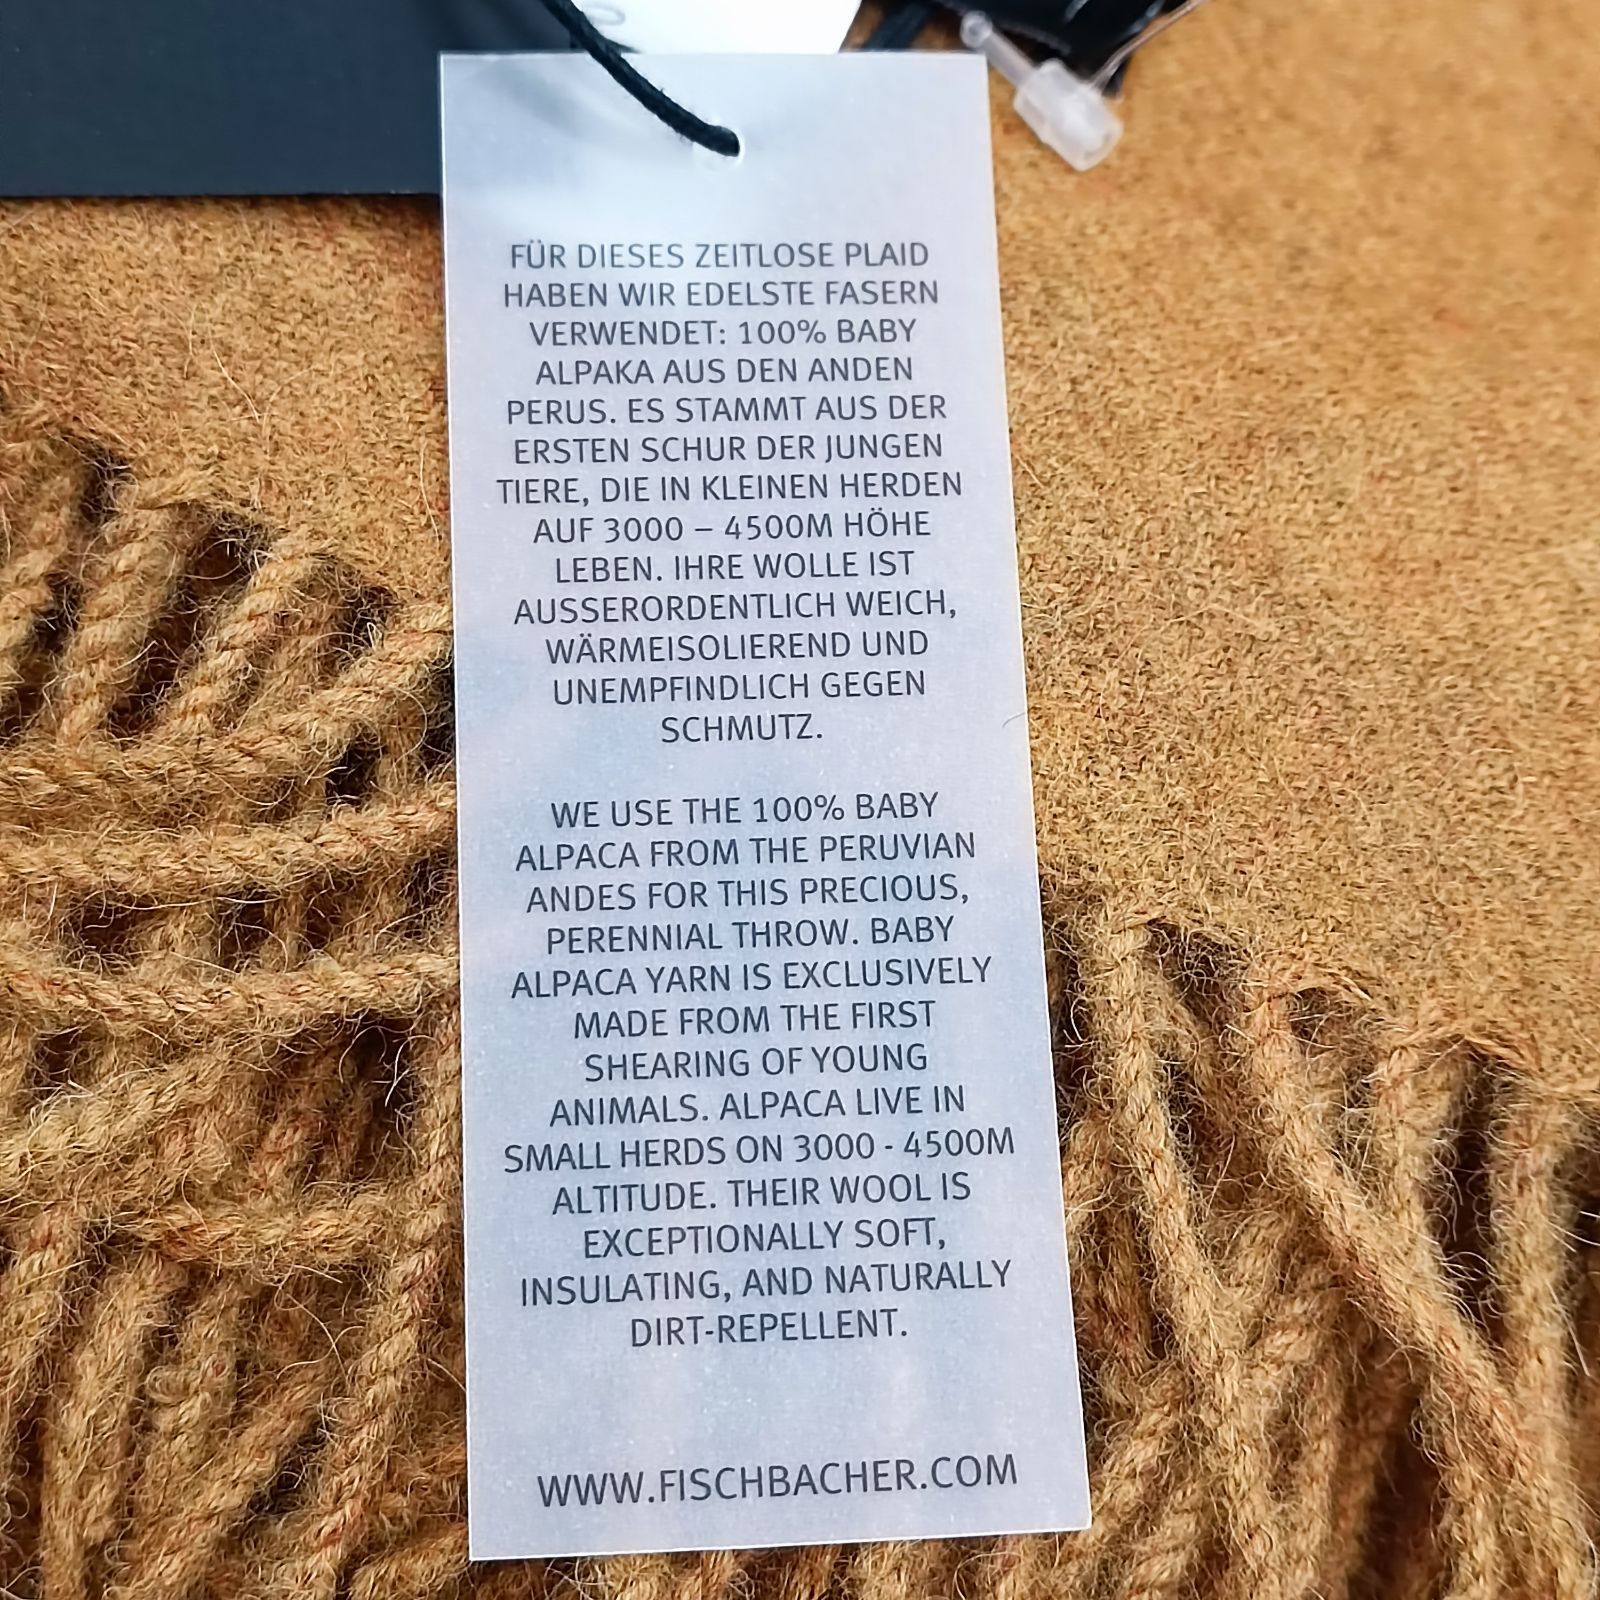 FÜR DIESES ZEITLOSE PLAID
HABEN WIR EDELSTE FASERN
VERWENDET: 100% BABY
ALPAKA AUS DEN ANDEN
PERUS. ES STAMMT AUS DER
ERSTEN SCHUR DER JUNGEN
TIERE, DIE IN KLEINEN HERDEN
AUF 3000 – 4500M HÖHE
LEBEN. IHRE WOLLE IST
AUSSERORDENTLICH WEICH,
WÄRMEISOLIEREND UND
UNEMPFINDLICH GEGEN
SCHMUTZ.
WE USE THE 100% BABY
ALPACA FROM THE PERUVIAN
ANDES FOR THIS PRECIOUS,
PERENNIAL THROW. BABY
ALPACA YARN IS EXCLUSIVELY
MADE FROM THE FIRST
SHEARING OF YOUNG
ANIMALS. ALPACA LIVE IN
SMALL HERDS ON 3000 - 4500M
ALTITUDE. THEIR WOOL IS
EXCEPTIONALLY SOFT,
INSULATING, AND NATURALLY
DIRT-REPELLENT.
WWW.FISCHBACHER.COM